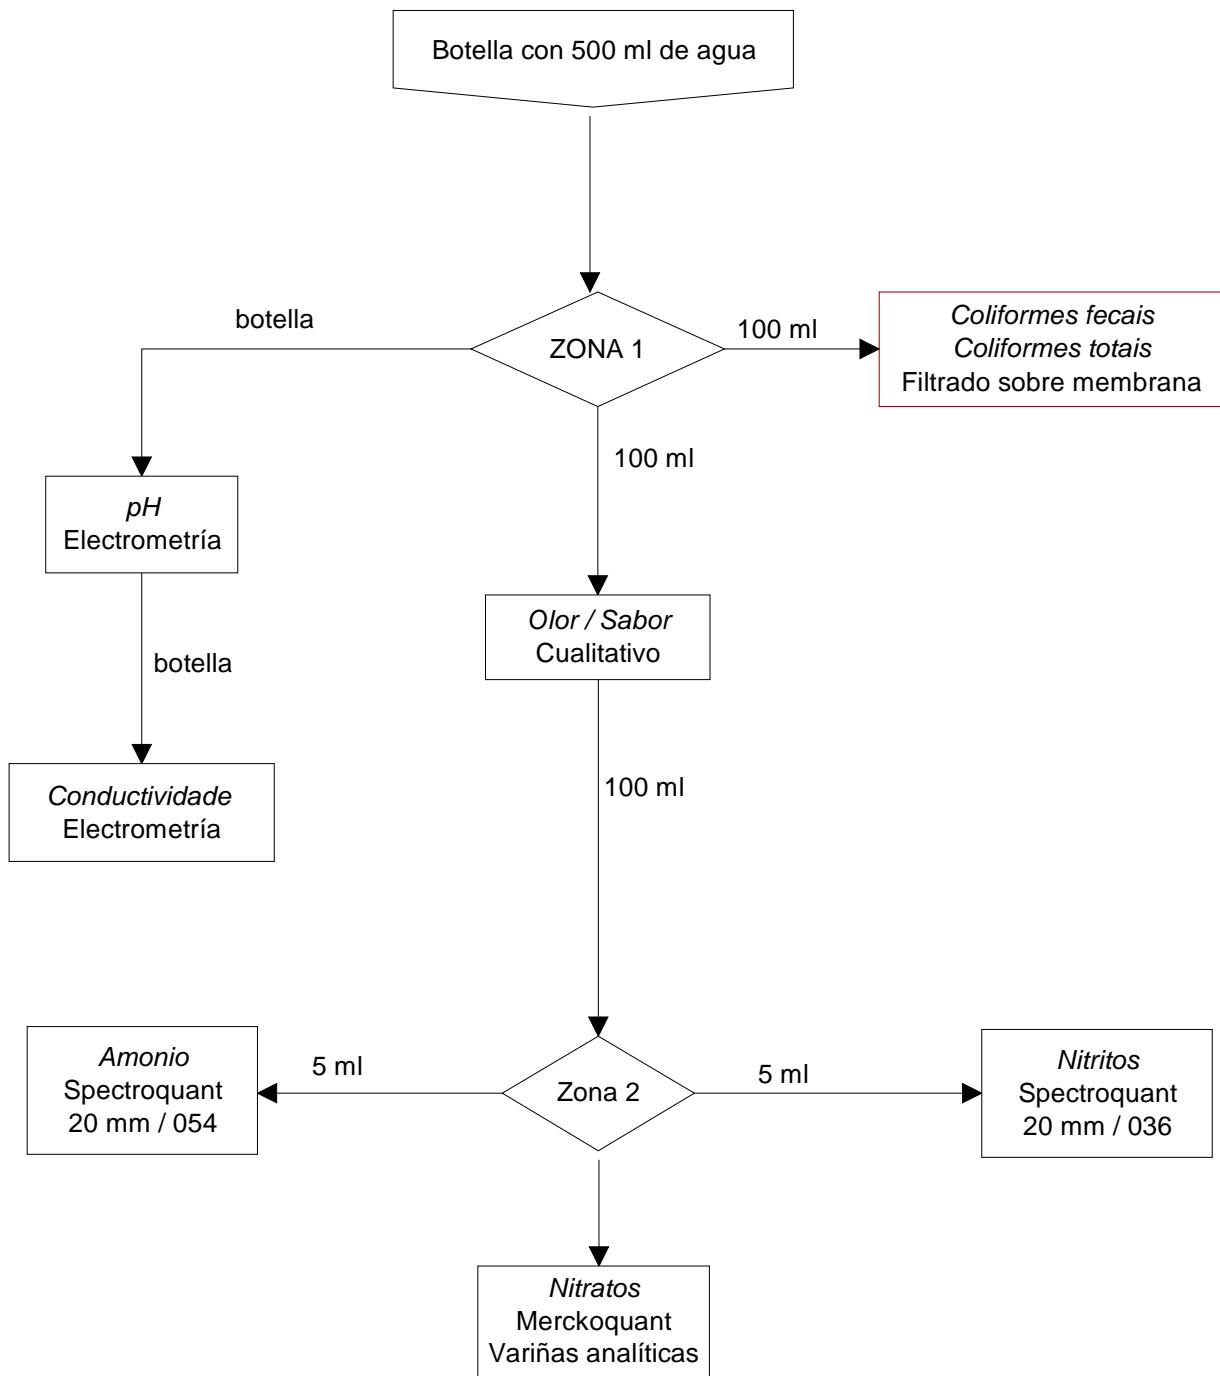 Botella con 500 ml de agua
botella
ZONA 1
100 ml
Coliformes fecais
Coliformes totais
Filtrado sobre membrana
100 ml
pH
Electrometría
Olor / Sabor
Cualitativo
botella
Conductividade
Electrometría
100 ml
Amonio
Spectroquant
20 mm / 054
5 ml
Zona 2
5 ml
Nitritos
Spectroquant
20 mm / 036
Nitratos
Merckoquant
Variñas analíticas